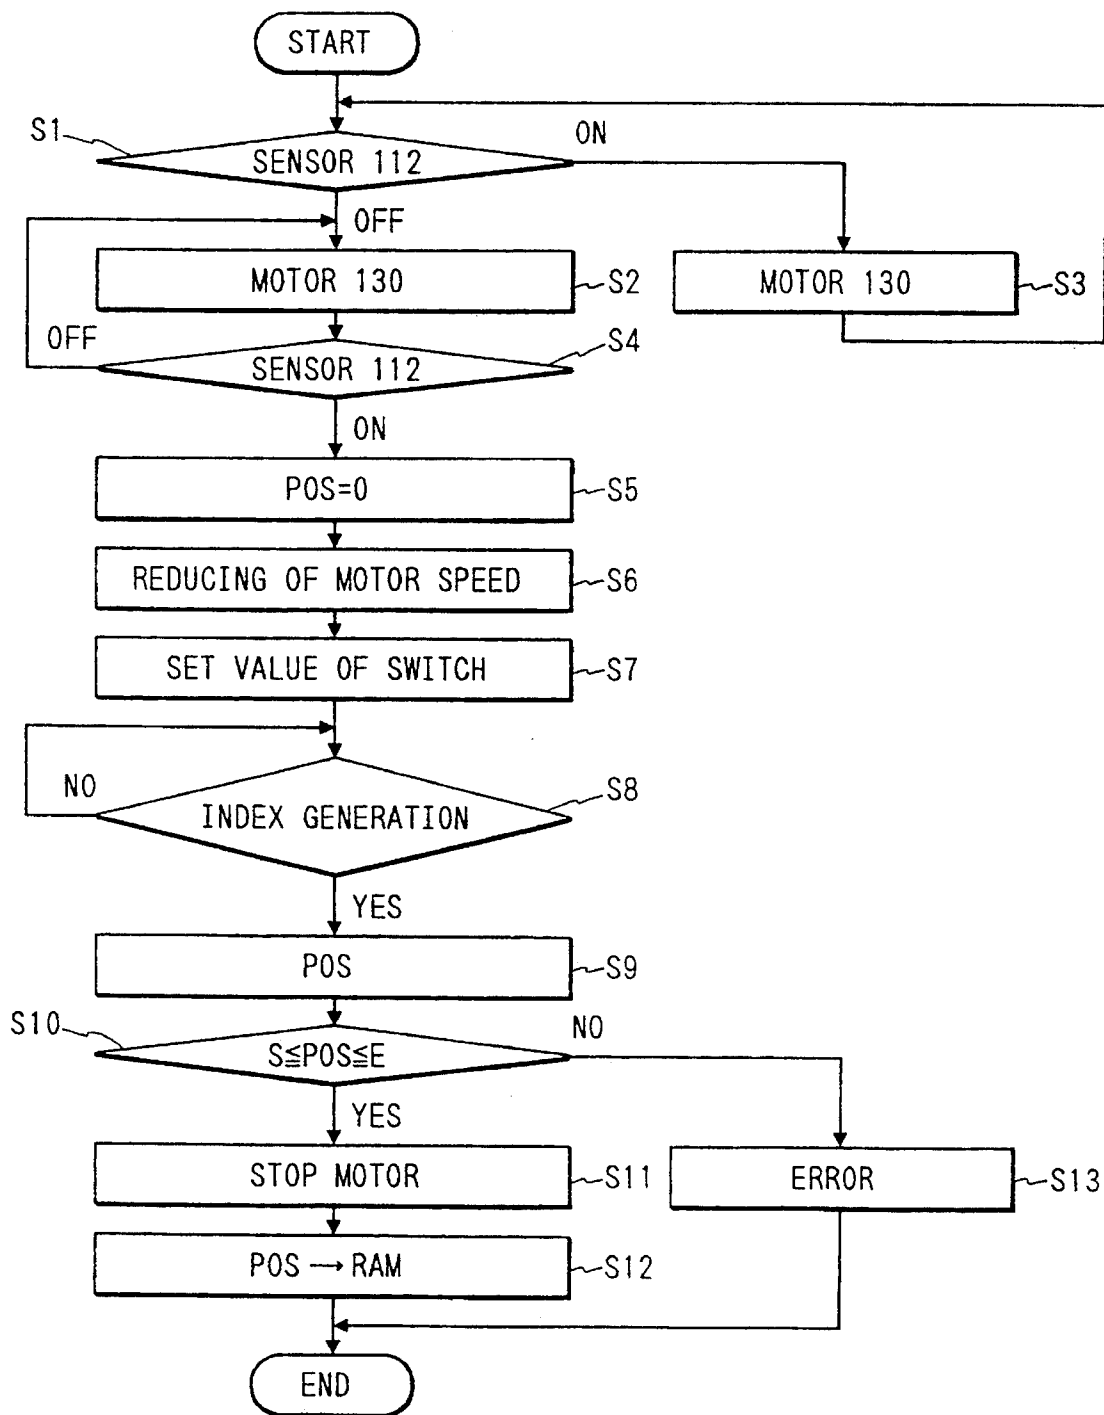 START
S1
ON
SENSOR 112
OFF
MOTOR 130
S2
MOTOR 130
S3
OFF
S4
SENSOR 112
ON
POS=0
S5
REDUCING OF MOTOR SPEED
S6
SET VALUE OF SWITCH
S7
NO
S8
INDEX GENERATION
YES
POS
S9
S10
NO
S≦POS≦E
YES
STOP MOTOR
S11
ERROR
S13
POS → RAM
S12
END